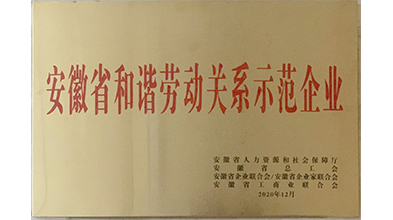 安徽省和谐劳动关系示范企业
安徽省人力资源和社会保障厅
安徽省总工会
安徽省企业联合会/安徽省企业家联合会
安徽省工商业联合会
2020年12月